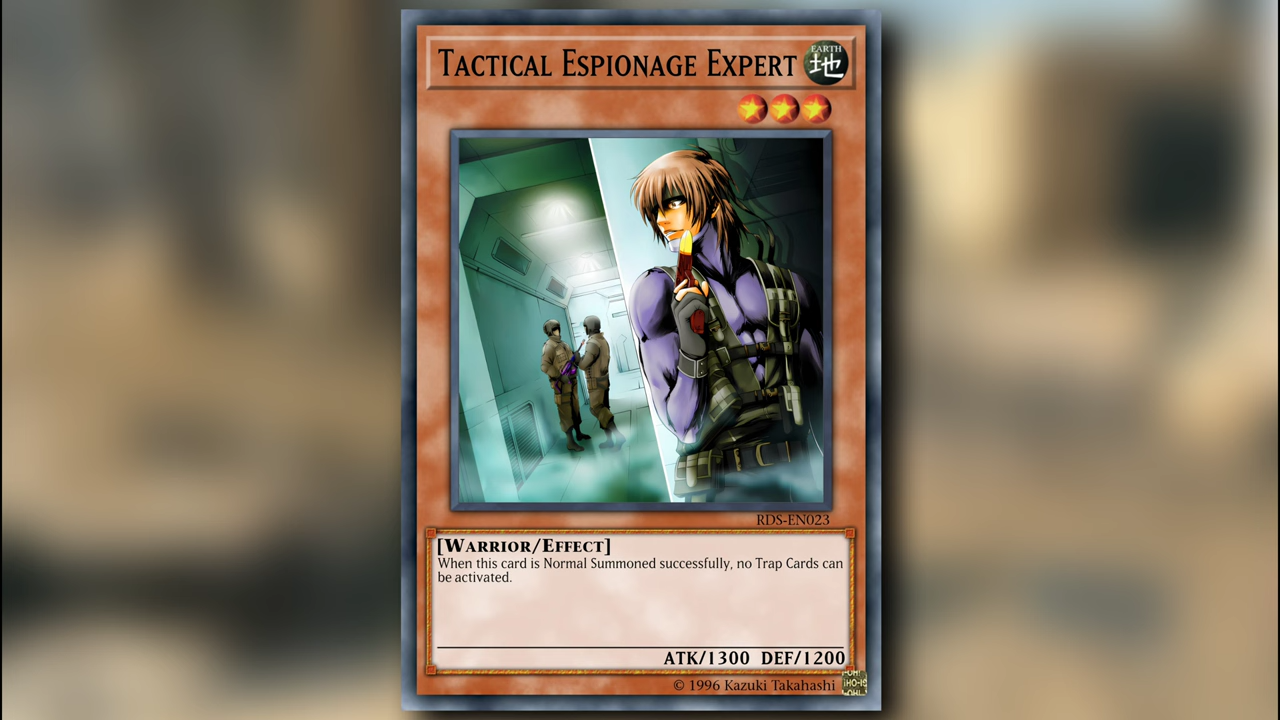 Tactical Espionage Expert
EARTH
地
RDS-EN023
[Warrior/Effect]
When this card is Normal Summoned successfully, no Trap Cards can
be activated.
ATK/1300 DEF/1200
© 1996 Kazuki Takahashi